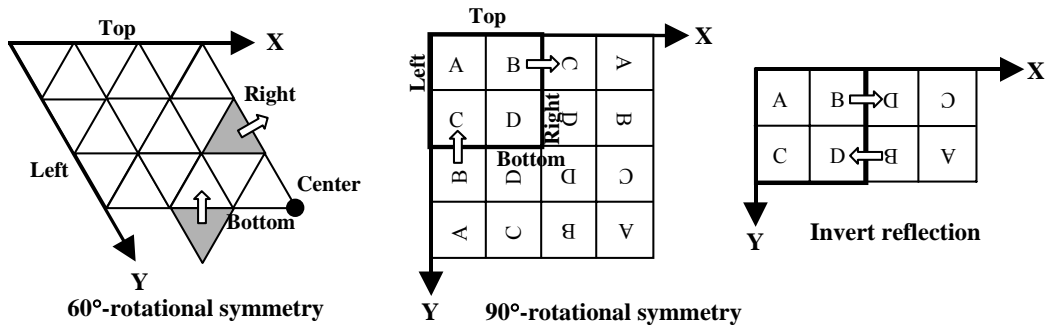 Top
X
Right
Left
Center
Bottom
Y
60°-rotational symmetry
Top
X
Left
Right
A B C A
C D D B
Bottom
B D D C
A C B A
Y
90°-rotational symmetry
X
A B D C
C D B A
Y
Invert reflection